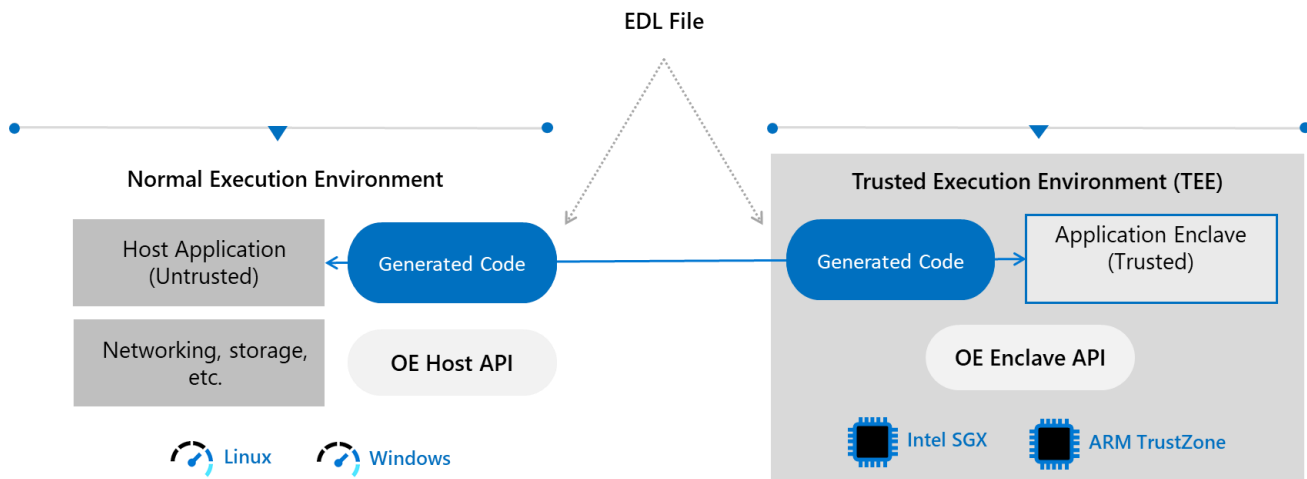 EDL File
Normal Execution Environment
Host Application
(Untrusted)
Generated Code
Networking, storage,
etc.
OE Host API
Linux
Windows
Trusted Execution Environment (TEE)
Generated Code
Application Enclave
(Trusted)
OE Enclave API
Intel SGX
ARM TrustZone